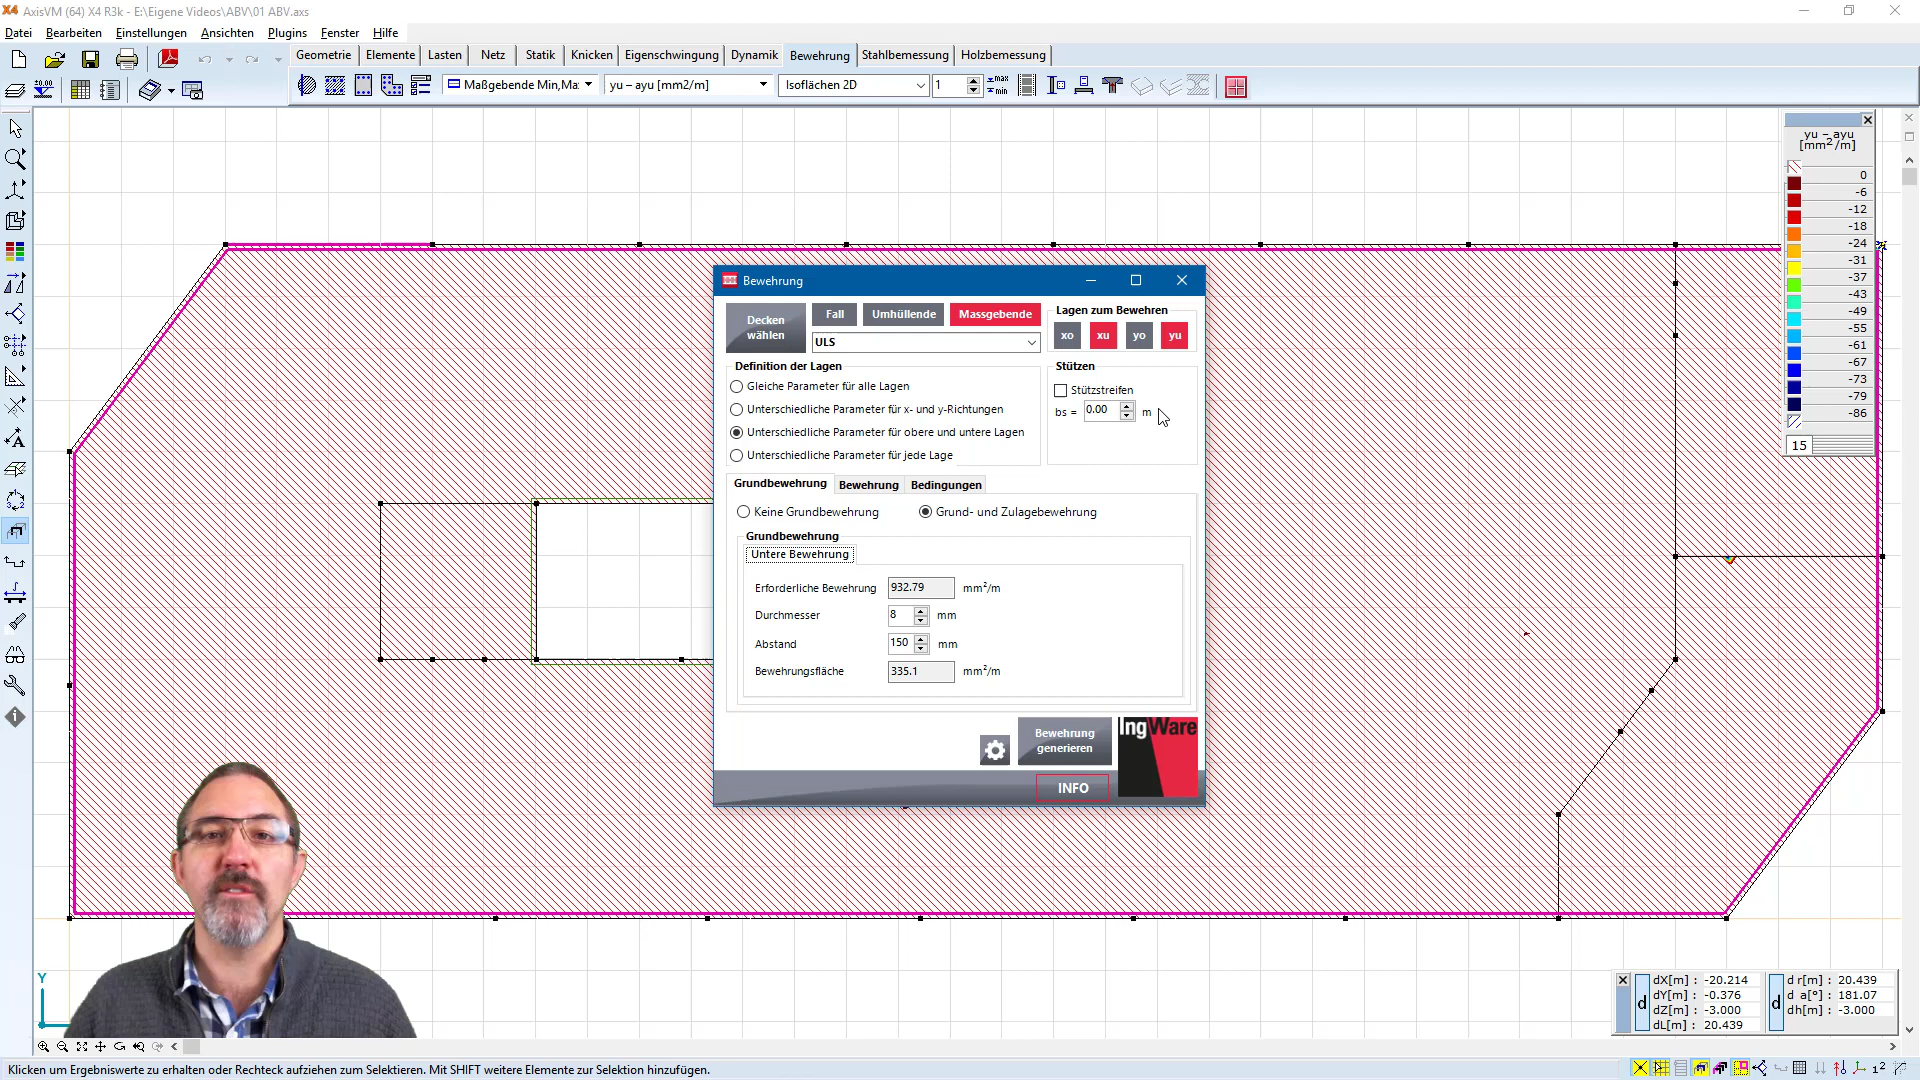 AxisVM (64) X4 R3k - E:\Eigene Videos\ABV\01 ABV.axs
Datei Bearbeiten Einstellungen Ansichten Plugins Fenster Hilfe
Geometrie Elemente Lasten Netz Statik Knicken Eigenschwingung Dynamik Bewehrung Stahlbemessung Holzbemessung
Maßgebende Min,Ma: yu – ayu [mm2/m] Isoflächen 2D 1 max min
yu – ayu
[mm²/m]
0
-6
-12
-18
-24
-31
-37
-43
-49
-55
-61
-67
-73
-79
-86
15
Bewehrung
Decken wählen
Fall Umhüllende Massgebende
ULS
Lagen zum Bewehren
xo xu yo yu
Definition der Lagen
Gleiche Parameter für alle Lagen
Unterschiedliche Parameter für x- und y-Richtungen
Unterschiedliche Parameter für obere und untere Lagen
Unterschiedliche Parameter für jede Lage
Stützen
Stützstreifen
bs = 0.00 m
Grundbewehrung Bewehrung Bedingungen
Keine Grundbewehrung Grund- und Zulagebewehrung
Grundbewehrung
Untere Bewehrung
Erforderliche Bewehrung 932.79 mm²/m
Durchmesser 8 mm
Abstand 150 mm
Bewehrungsfläche 335.1 mm²/m
Bewehrung generieren
IngWare
INFO
Y
dX[m] : -20.214 d r[m] : 20.439
dY[m] : -0.376 d a[°] : 181.07
dZ[m] : -3.000 dh[m] : -3.000
dL[m] : 20.439
d d
Klicken um Ergebniswerte zu erhalten oder Rechteck aufziehen zum Selektieren. Mit SHIFT weitere Elemente zur Selektion hinzufügen.